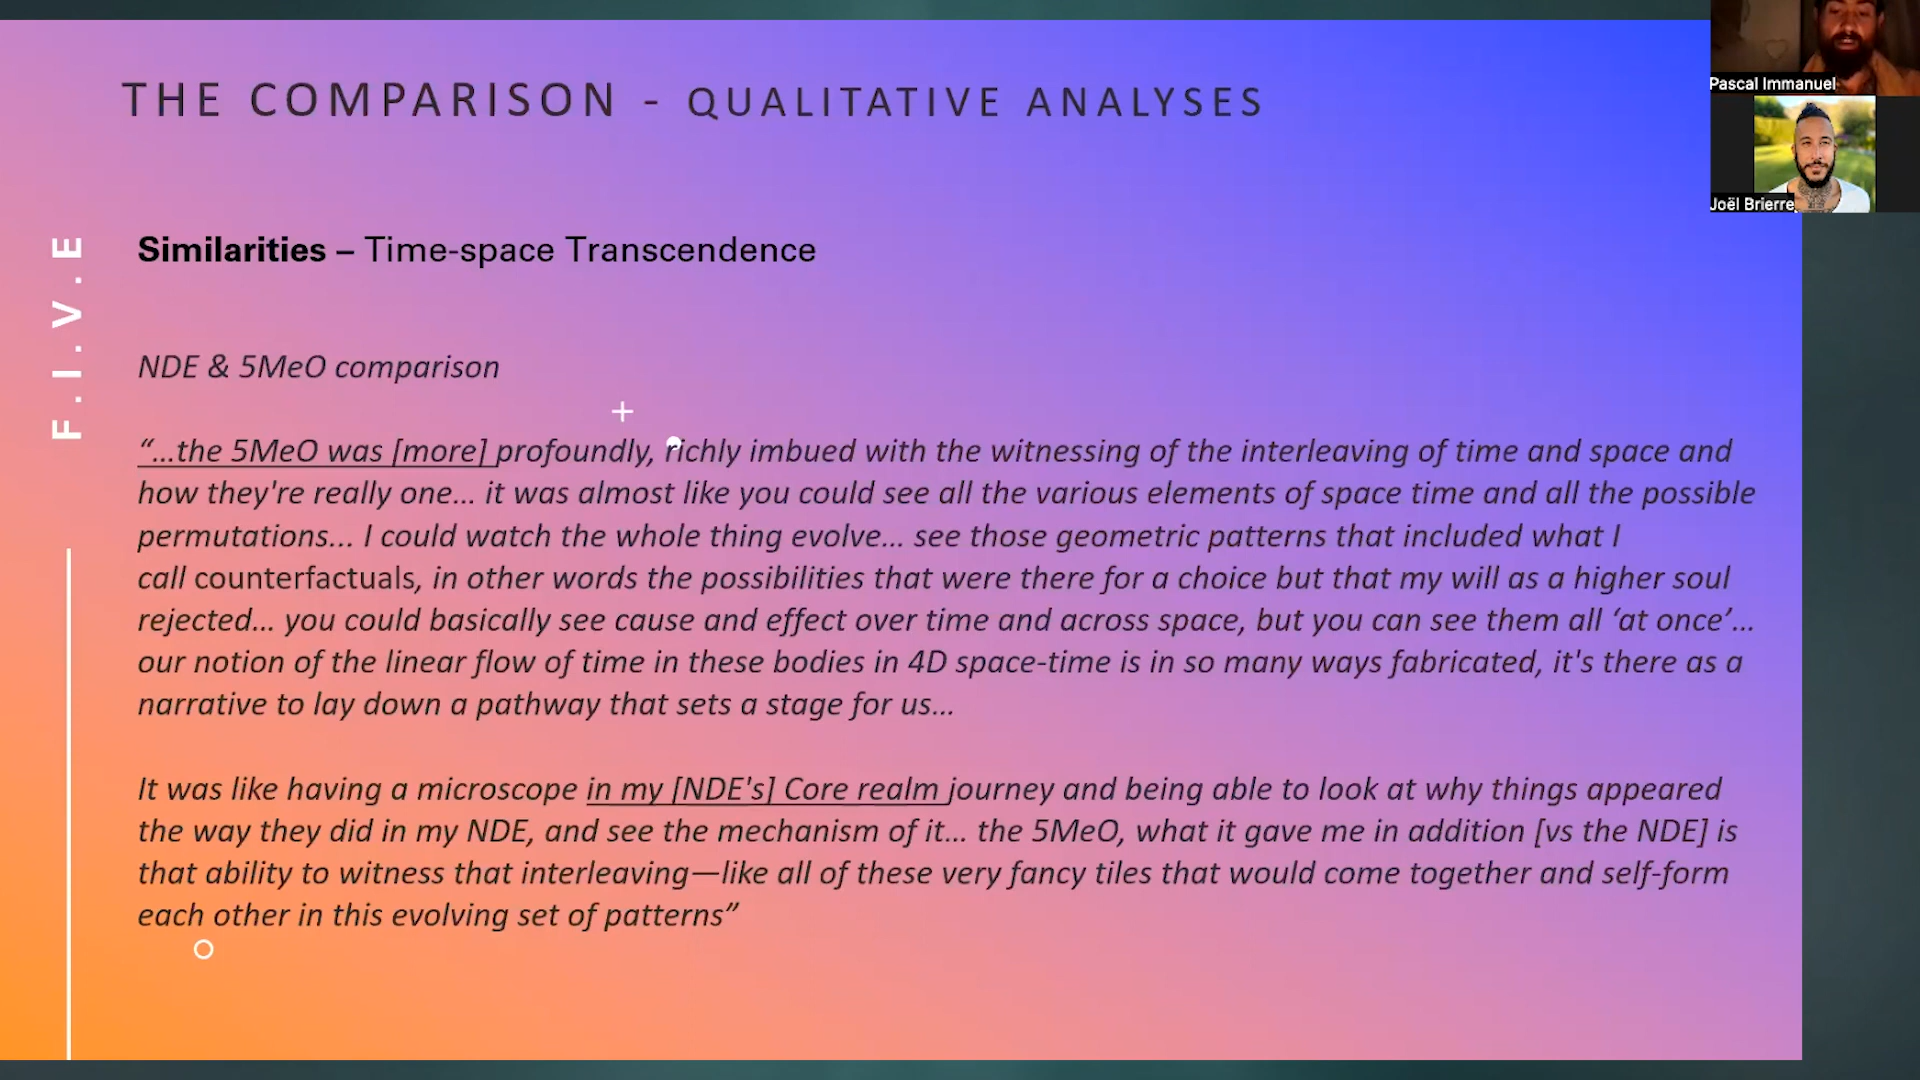 THE COMPARISON - QUALITATIVE ANALYSES
Pascal Immanuel
Joël Brierre
F.I.V.E
Similarities – Time-space Transcendence
NDE & 5MeO comparison
“...the 5MeO was [more] profoundly, richly imbued with the witnessing of the interleaving of time and space and
how they're really one... it was almost like you could see all the various elements of space time and all the possible
permutations... I could watch the whole thing evolve... see those geometric patterns that included what I
call counterfactuals, in other words the possibilities that were there for a choice but that my will as a higher soul
rejected... you could basically see cause and effect over time and across space, but you can see them all ‘at once’...
our notion of the linear flow of time in these bodies in 4D space-time is in so many ways fabricated, it's there as a
narrative to lay down a pathway that sets a stage for us...
It was like having a microscope in my [NDE's] Core realm journey and being able to look at why things appeared
the way they did in my NDE, and see the mechanism of it... the 5MeO, what it gave me in addition [vs the NDE] is
that ability to witness that interleaving—like all of these very fancy tiles that would come together and self-form
each other in this evolving set of patterns”